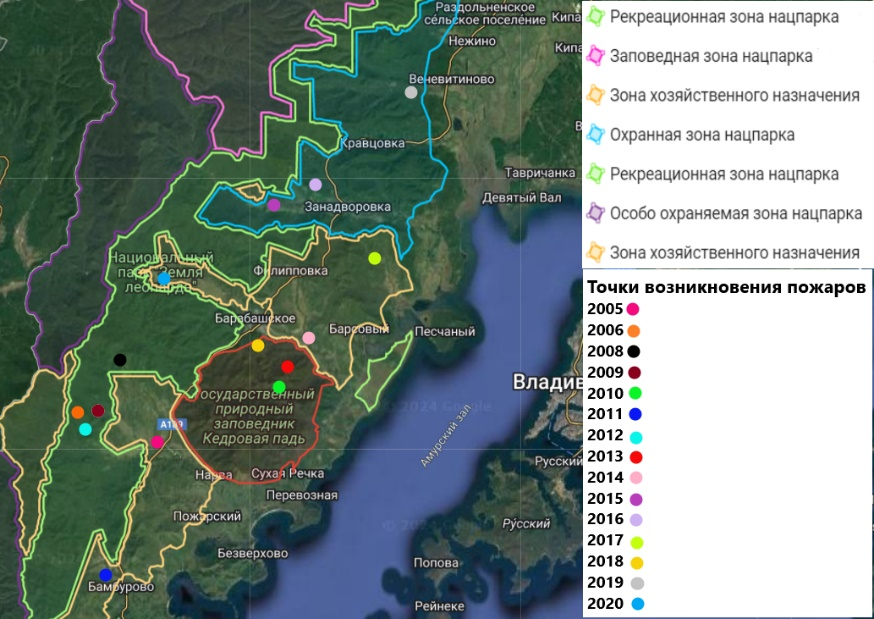 Раздольненское
сельское поселение
Кипа
Нежино
Кипа
Веневитиново
Кравцовка
Тавричанка
Девятый Вал
Занадворовка
Национальный
парк "Земля
леопарда"
Филипповка
Барабашское
Барсовый
Песчаный
Владив
осударственный
природный
заповедник
Кедровая падь
А189
Амурский зал.
Русский
Нарва
Сухая Речка
Перевозная
Пожарский
Русский
Безверхово
Попова
Бамбурово
Рейнеке
Рекреационная зона нацпарка
Заповедная зона нацпарка
Зона хозяйственного назначения
Охранная зона нацпарка
Рекреационная зона нацпарка
Особо охраняемая зона нацпарка
Зона хозяйственного назначения
Точки возникновения пожаров
2005
2006
2008
2009
2010
2011
2012
2013
2014
2015
2016
2017
2018
2019
2020